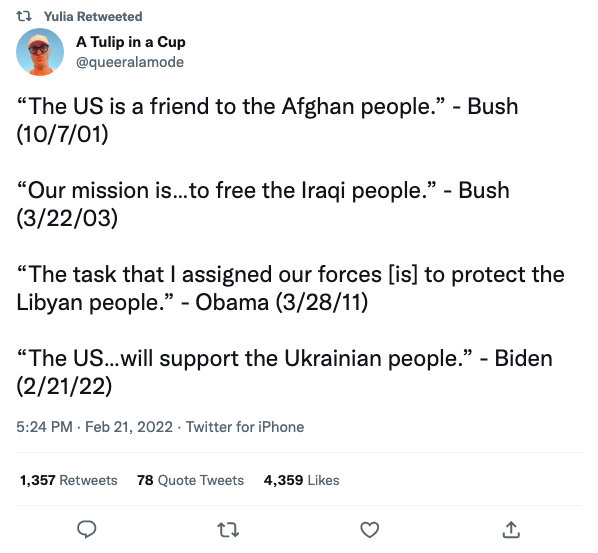 Yulia Retweeted
A Tulip in a Cup
@queeralamode
“The US is a friend to the Afghan people.” - Bush
(10/7/01)
“Our mission is...to free the Iraqi people.” - Bush
(3/22/03)
“The task that I assigned our forces [is] to protect the
Libyan people.” - Obama (3/28/11)
“The US...will support the Ukrainian people.” - Biden
(2/21/22)
5:24 PM · Feb 21, 2022 · Twitter for iPhone
1,357 Retweets 78 Quote Tweets 4,359 Likes